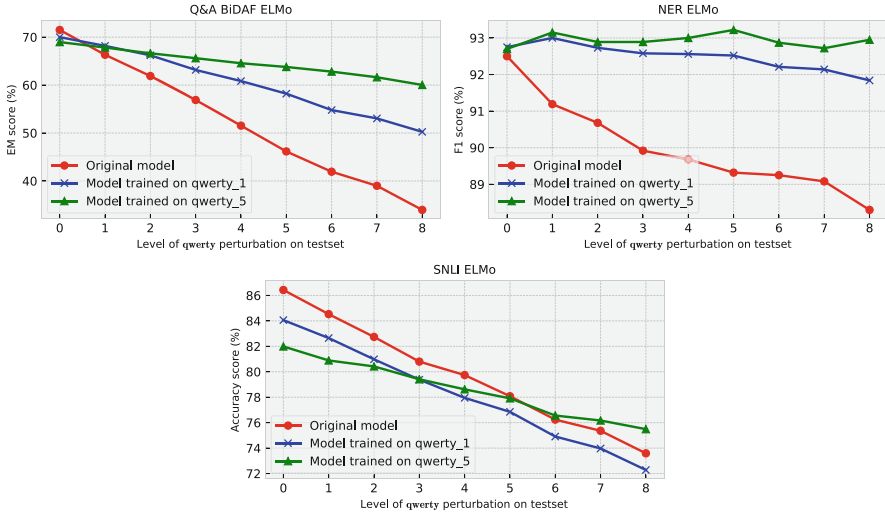 Q&A BiDAF ELMo
EM score (%)
70
60
50
40
Original model
Model trained on qwerty_1
Model trained on qwerty_5
0 1 2 3 4 5 6 7 8
Level of qwerty perturbation on testset
NER ELMo
F1 score (%)
93
92
91
90
89
Original model
Model trained on qwerty_1
Model trained on qwerty_5
0 1 2 3 4 5 6 7 8
Level of qwerty perturbation on testset
SNLI ELMo
Accuracy score (%)
86
84
82
80
78
76
74
72
Original model
Model trained on qwerty_1
Model trained on qwerty_5
0 1 2 3 4 5 6 7 8
Level of qwerty perturbation on testset